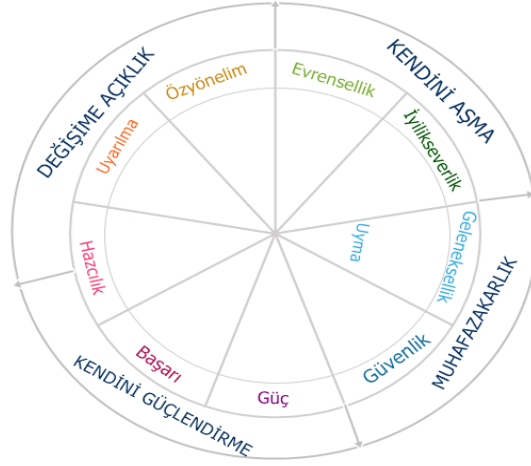 DEĞİŞİME AÇIKLIK
KENDİNİ AŞMA
Özyönelim
Evrensellik
Uyarılma
İyilikseverlik
Hazcılık
Uyma
Geleneksellik
MUHAFAZAKARLIK
Başarı
Güç
Güvenlik
KENDİNİ GÜÇLENDİRME